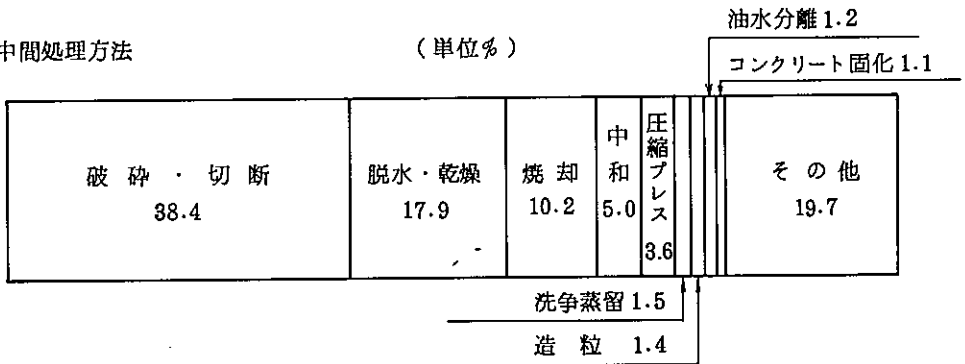 中間処理方法 (単位%)
油水分離1.2
コンクリート固化1.1
破砕・切断
38.4
脱水・乾燥
17.9
焼却
10.2
中和
5.0
圧縮プレス
3.6
その他
19.7
洗争蒸留1.5
造粒 1.4